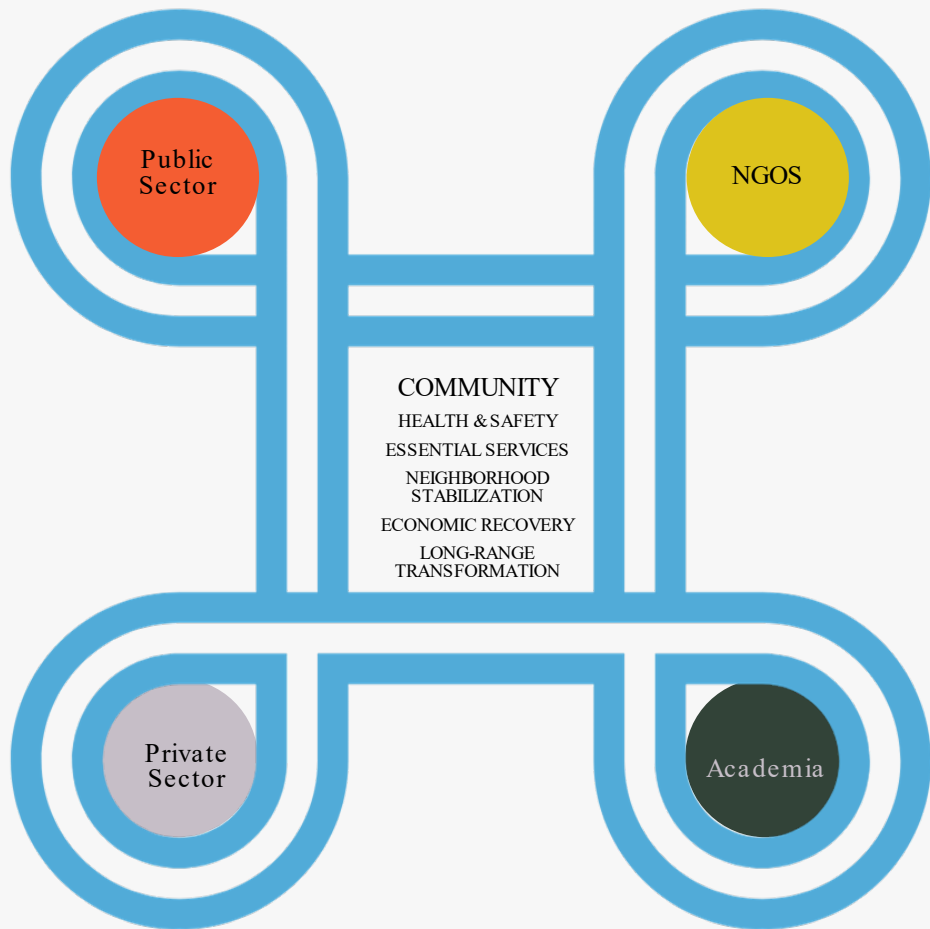 Public
Sector
NGOS
COMMUNITY
HEALTH & SAFETY
ESSENTIAL SERVICES
NEIGHBORHOOD
STABILIZATION
ECONOMIC RECOVERY
LONG-RANGE
TRANSFORMATION
Private
Sector
Academia